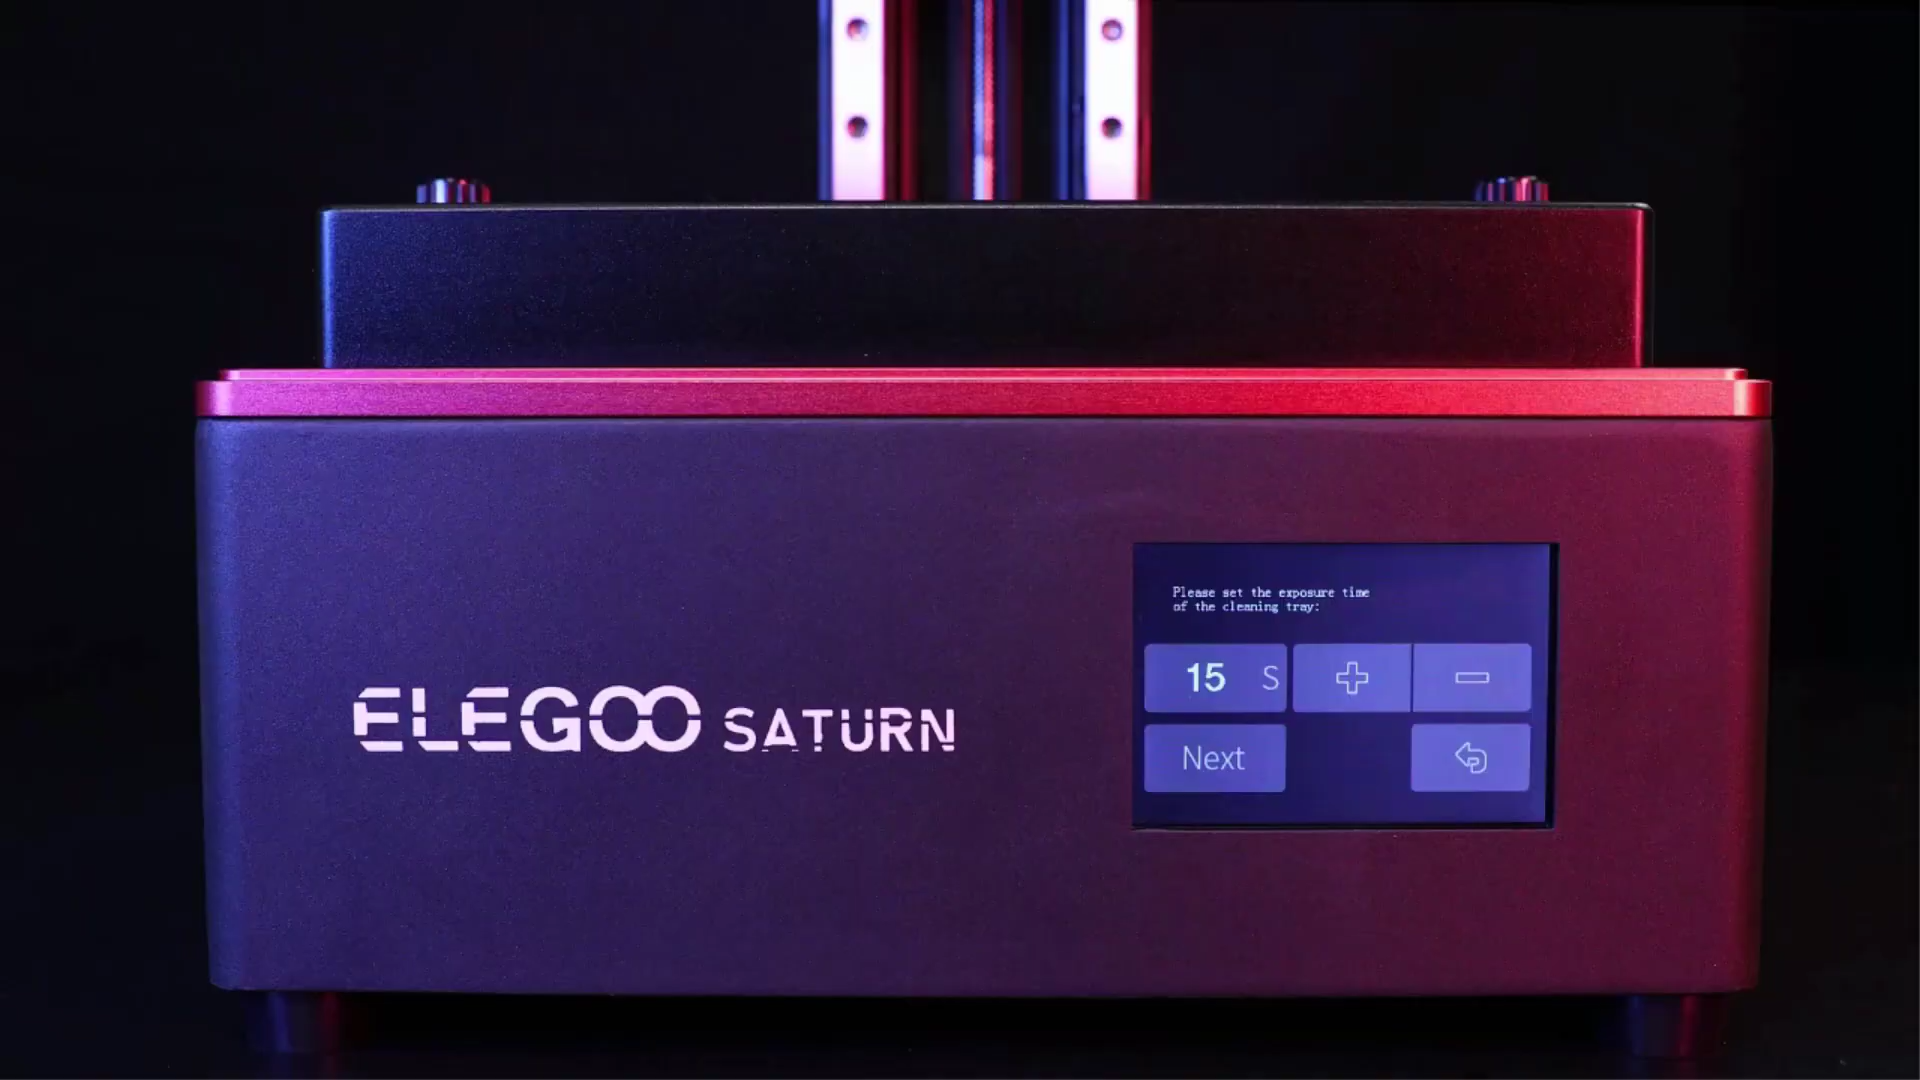 Please set the exposure time
of the cleaning tray:
15 S
Next
ELEGOO SATURN